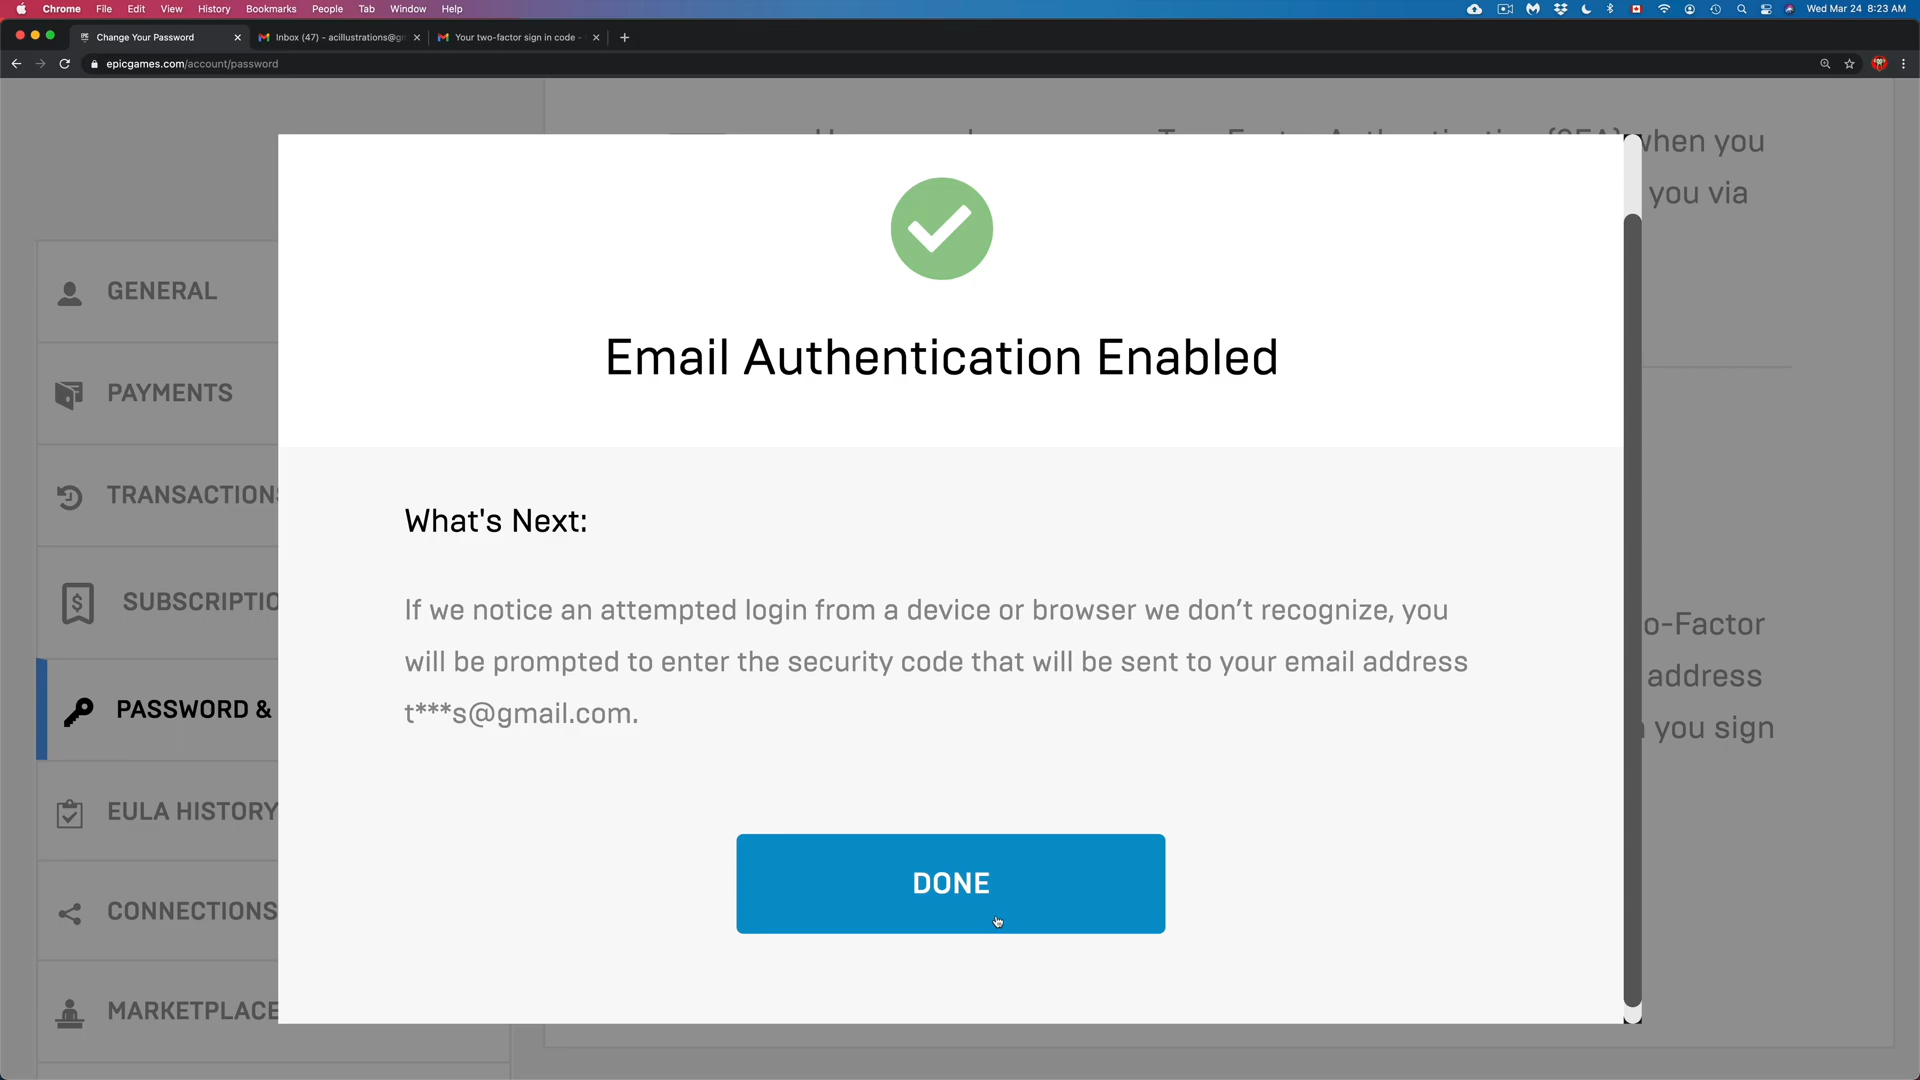 Chrome File Edit View History Bookmarks People Tab Window Help Wed Mar 24 8:23 AM
Change Your Password Inbox (47) - acillustrations@g Your two-factor sign in code -
epicgames.com/account/password
when you
you via
GENERAL
PAYMENTS
TRANSACTIONS
SUBSCRIPTIO
PASSWORD &
EULA HISTORY
CONNECTIONS
MARKETPLACE
Email Authentication Enabled
What's Next:
If we notice an attempted login from a device or browser we don’t recognize, you
will be prompted to enter the security code that will be sent to your email address
t***s@gmail.com.
DONE
o-Factor
address
you sign